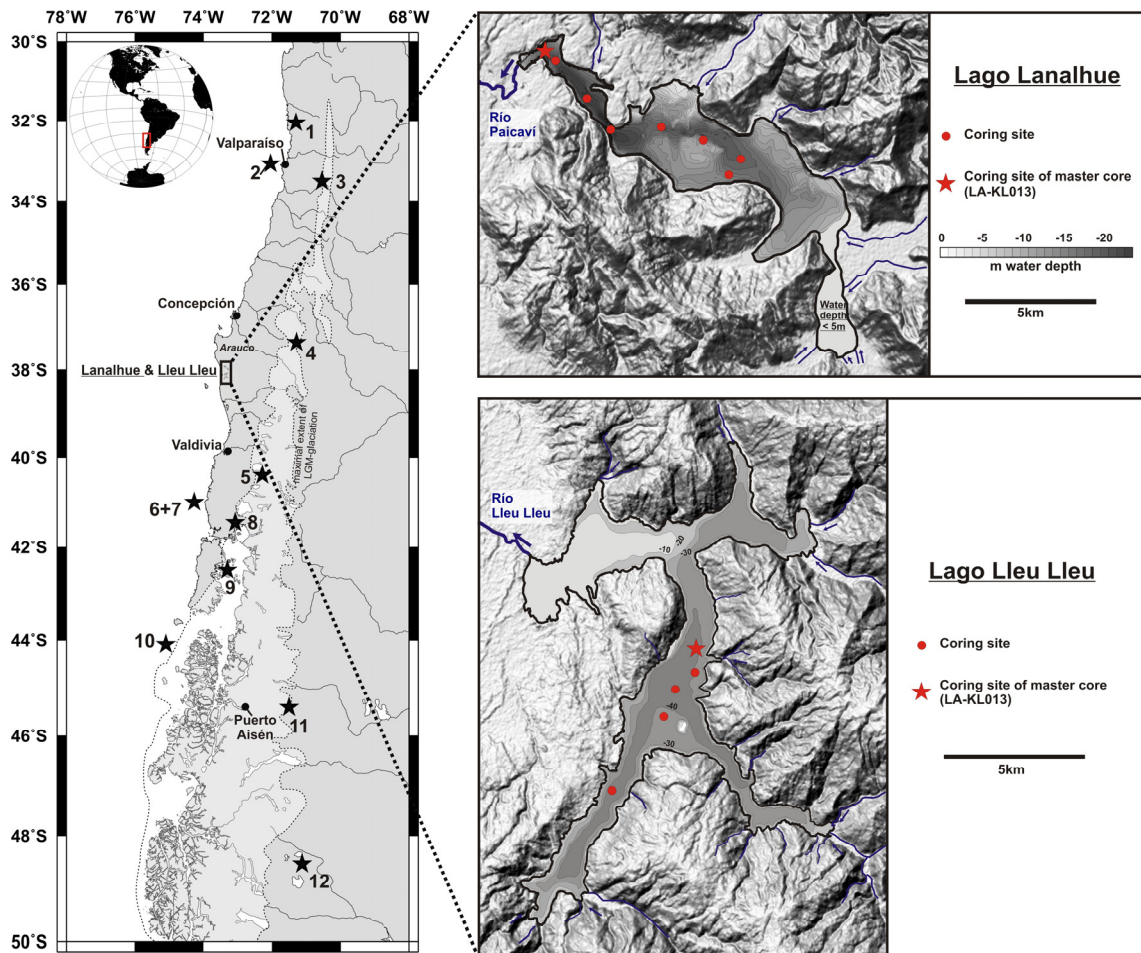 78°W 76°W 74°W 72°W 70°W 68°W
30°S
32°S
34°S
36°S
38°S
40°S
42°S
44°S
46°S
48°S
50°S
1
Valparaíso
2
3
Concepción
Arauco
4
Lanalhue & Lleu Lleu
maximal extent of
LGM-glaciation
Valdivia
5
6+7
8
9
10
Puerto
Aisén
11
12
Río
Paicaví
Water
depth
< 5m
Lago Lanalhue
Coring site
Coring site of master core
(LA-KL013)
0 -5 -10 -15 -20
m water depth
5km
Río
Lleu Lleu
-10
-20
-30
-40
-30
Lago Lleu Lleu
Coring site
Coring site of master core
(LA-KL013)
5km